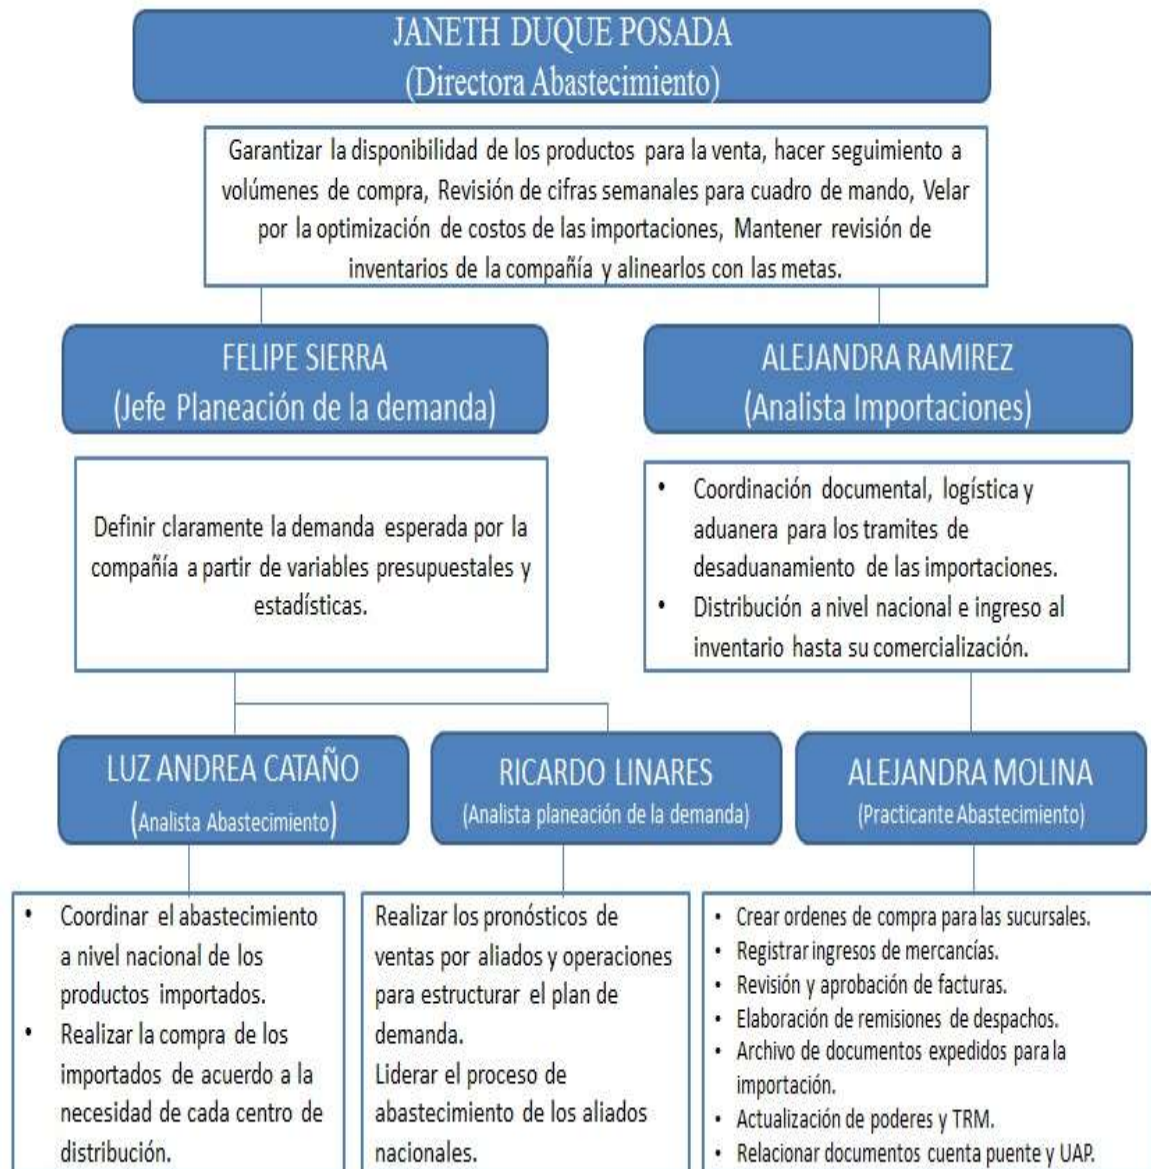 JANETH DUQUE POSADA
(Directora Abastecimiento)
Garantizar la disponibilidad de los productos para la venta, hacer seguimiento a
volúmenes de compra, Revisión de cifras semanales para cuadro de mando, Velar
por la optimización de costos de las importaciones, Mantener revisión de
inventarios de la compañía y alinearlos con las metas.
FELIPE SIERRA
(Jefe Planeación de la demanda)
ALEJANDRA RAMIREZ
(Analista Importaciones)
Definir claramente la demanda esperada por la
compañía a partir de variables presupuestales y
estadísticas.
• Coordinación documental, logística y
aduanera para los tramites de
desaduanamiento de las importaciones.
• Distribución a nivel nacional e ingreso al
inventario hasta su comercialización.
LUZ ANDREA CATAÑO
(Analista Abastecimiento)
RICARDO LINARES
(Analista planeación de la demanda)
ALEJANDRA MOLINA
(Practicante Abastecimiento)
• Coordinar el abastecimiento
a nivel nacional de los
productos importados.
• Realizar la compra de los
importados de acuerdo a la
necesidad de cada centro de
distribución.
Realizar los pronósticos de
ventas por aliados y operaciones
para estructurar el plan de
demanda.
Liderar el proceso de
abastecimiento de los aliados
nacionales.
• Crear ordenes de compra para las sucursales.
• Registrar ingresos de mercancías.
• Revisión y aprobación de facturas.
• Elaboración de remisiones de despachos.
• Archivo de documentos expedidos para la
importación.
• Actualización de poderes y TRM.
• Relacionar documentos cuenta puente y UAP.